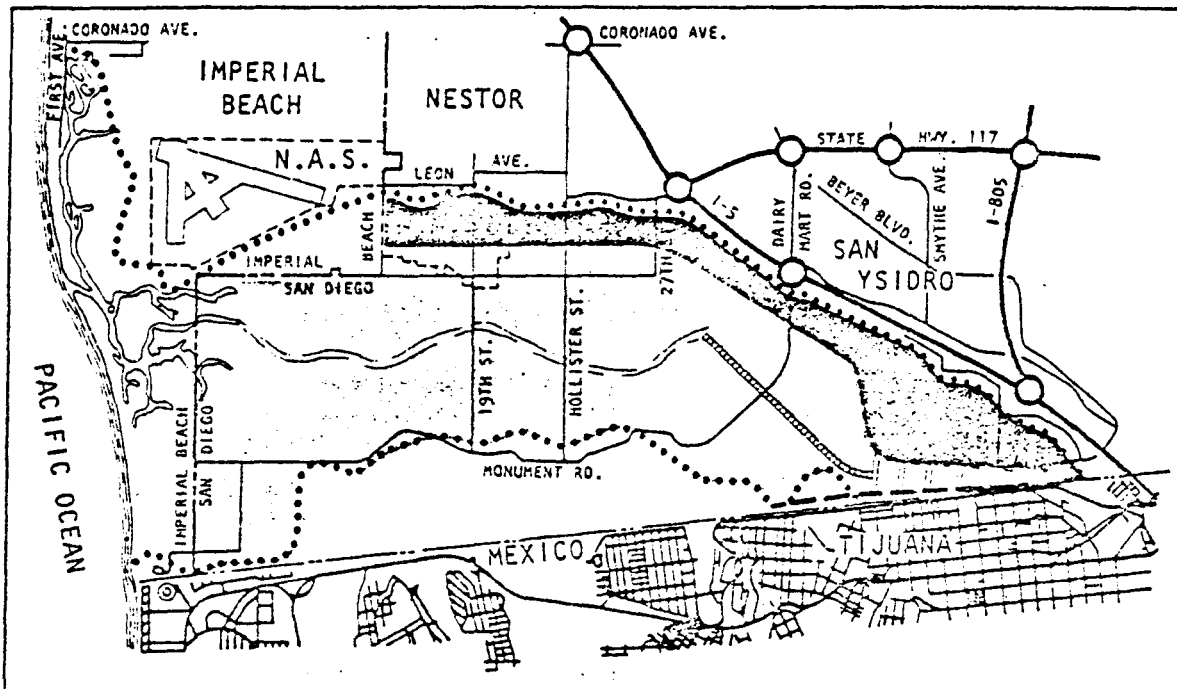 CORONADO AVE.
FIRST AVE.
IMPERIAL
BEACH
NESTOR
CORONADO AVE.
N.A.S.
LEON AVE.
STATE HWY. 117
I-5
DAIRY
MART RD.
BEYER BLVD.
SMYTHE AVE.
I-805
SAN
YSIDRO
BEACH
IMPERIAL
SAN DIEGO
27TH
19TH ST.
HOLLISTER ST.
PACIFIC OCEAN
IMPERIAL BEACH
SAN DIEGO
MONUMENT RD.
MEXICO
TIJUANA